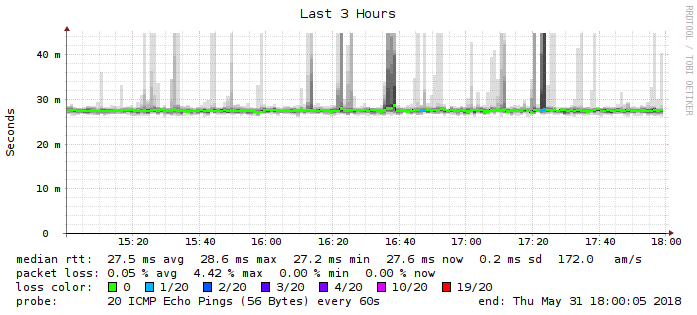 Last 3 Hours
RRDTOOL / TOBI OETIKER
Seconds
40 m
30 m
20 m
10 m
0
15:20 15:40 16:00 16:20 16:40 17:00 17:20 17:40 18:00
median rtt: 27.5 ms avg 28.6 ms max 27.2 ms min 27.6 ms now 0.2 ms sd 172.0 am/s
packet loss: 0.05 % avg 4.42 % max 0.00 % min 0.00 % now
loss color: 0 1/20 2/20 3/20 4/20 10/20 19/20
probe: 20 ICMP Echo Pings (56 Bytes) every 60s end: Thu May 31 18:00:05 2018